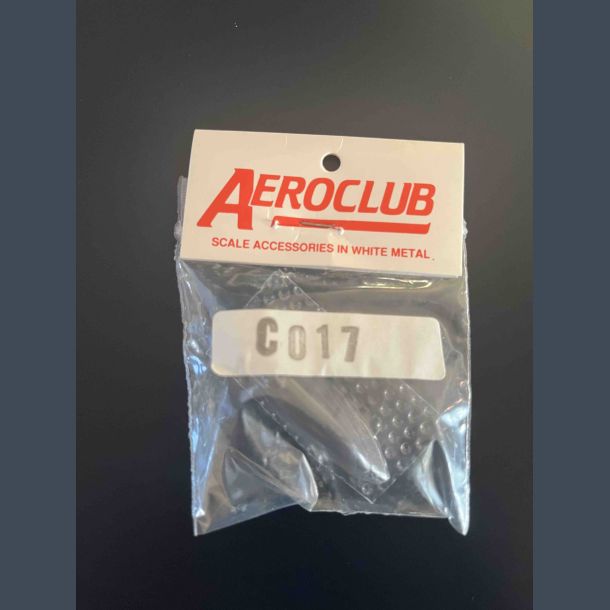 AEROCLUB
SCALE ACCESSORIES IN WHITE METAL.
C017